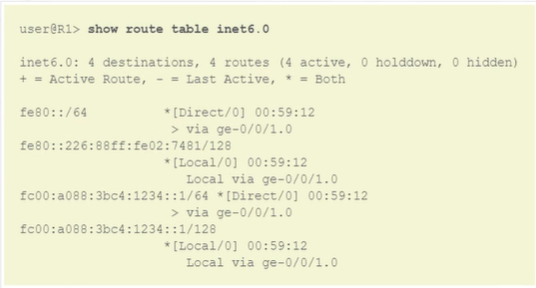 user@R1> show route table inet6.0
inet6.0: 4 destinations, 4 routes (4 active, 0 holddown, 0 hidden)
+ = Active Route, - = Last Active, * = Both
fe80::/64 *[Direct/0] 00:59:12
> via ge-0/0/1.0
fe80::226:88ff:fe02:7481/128
*[Local/0] 00:59:12
Local via ge-0/0/1.0
fc00:a088:3bc4:1234::1/64 *[Direct/0] 00:59:12
> via ge-0/0/1.0
fc00:a088:3bc4:1234::1/128
*[Local/0] 00:59:12
Local via ge-0/0/1.0